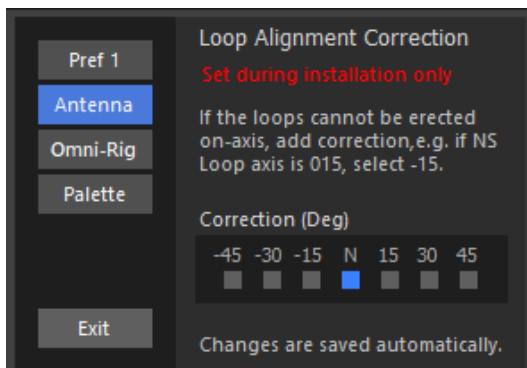 Pref 1
Antenna
Omni-Rig
Palette
Exit
Loop Alignment Correction
Set during installation only
If the loops cannot be erected
on-axis, add correction,e.g. if NS
Loop axis is 015, select -15.
Correction (Deg)
-45 -30 -15 N 15 30 45
Changes are saved automatically.